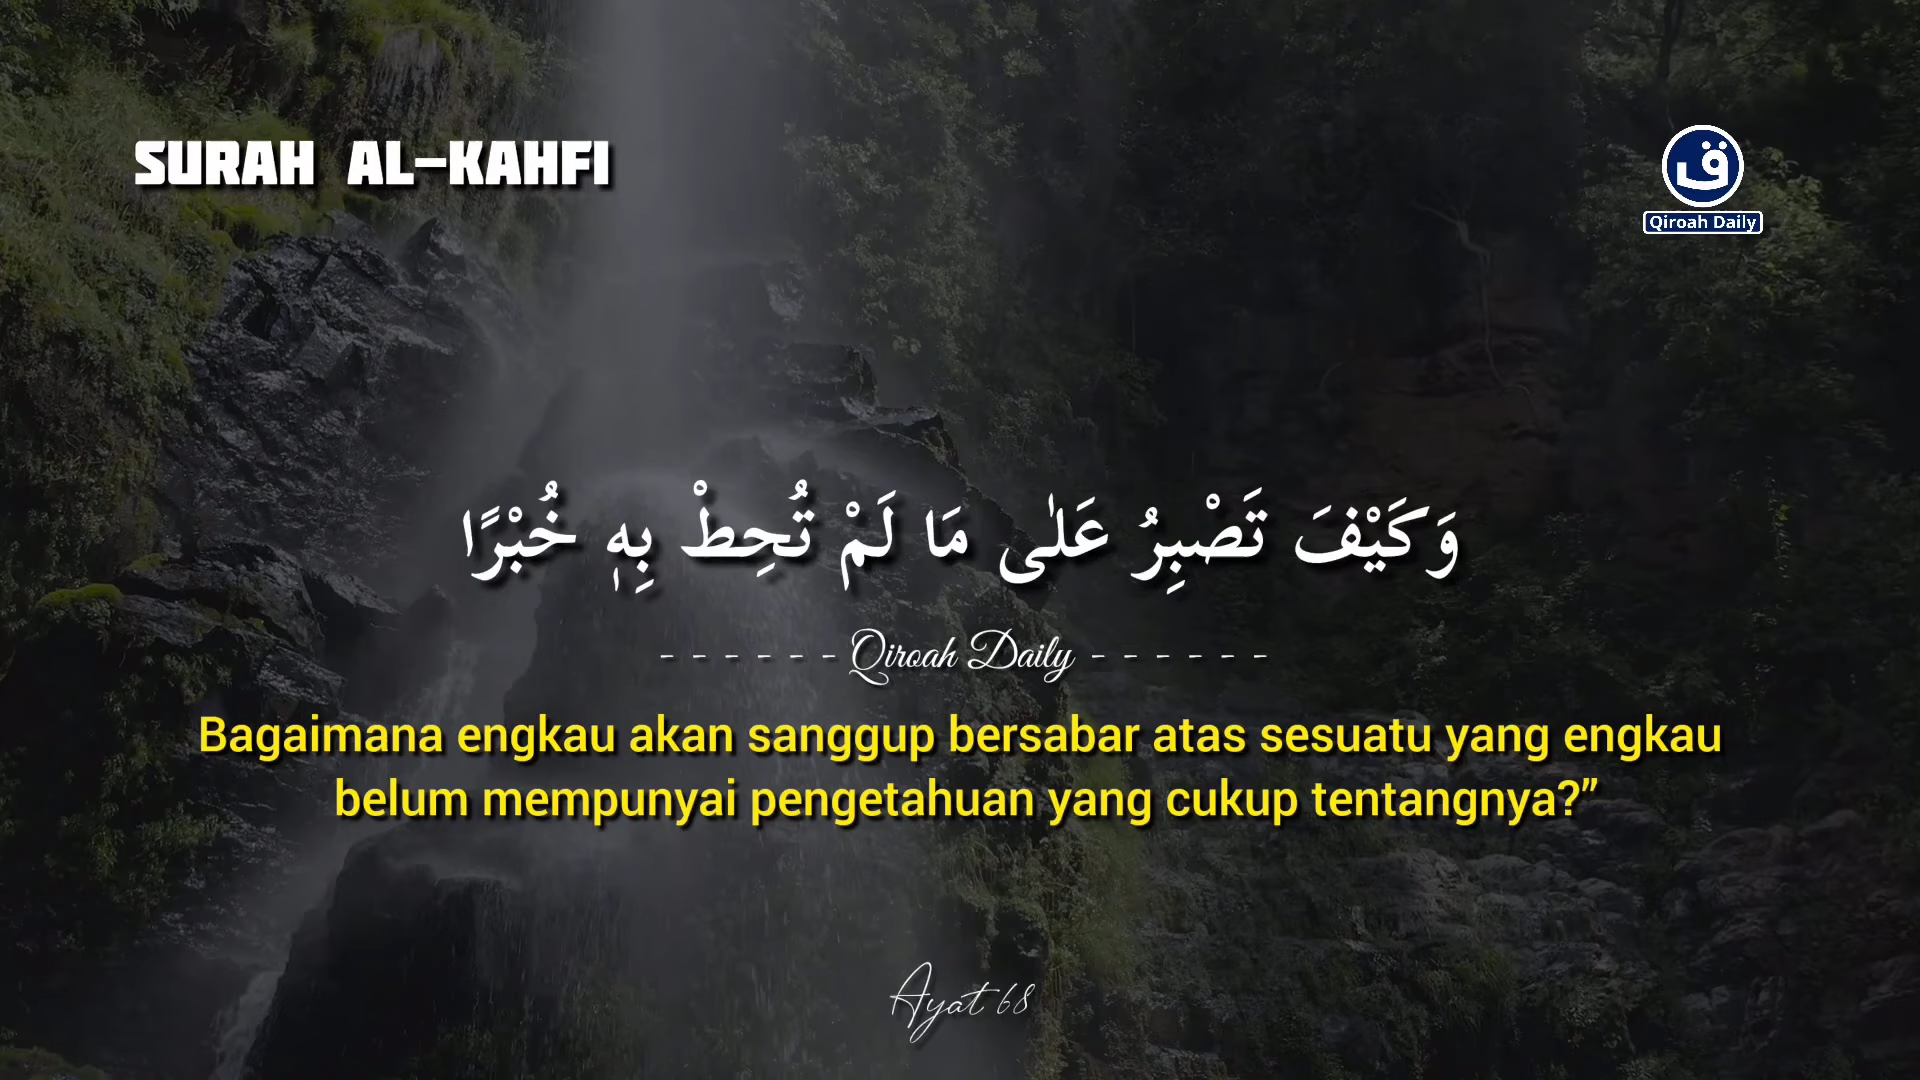 SURAH AL-KAHFI
ق
Qiroah Daily
وَكَيْفَ تَصْبِرُ عَلٰى مَا لَمْ تُحِطْ بِهٖ خُبْرًا
- - - - - - Qiroah Daily - - - - - -
Bagaimana engkau akan sanggup bersabar atas sesuatu yang engkau
belum mempunyai pengetahuan yang cukup tentangnya?”
Ayat 68